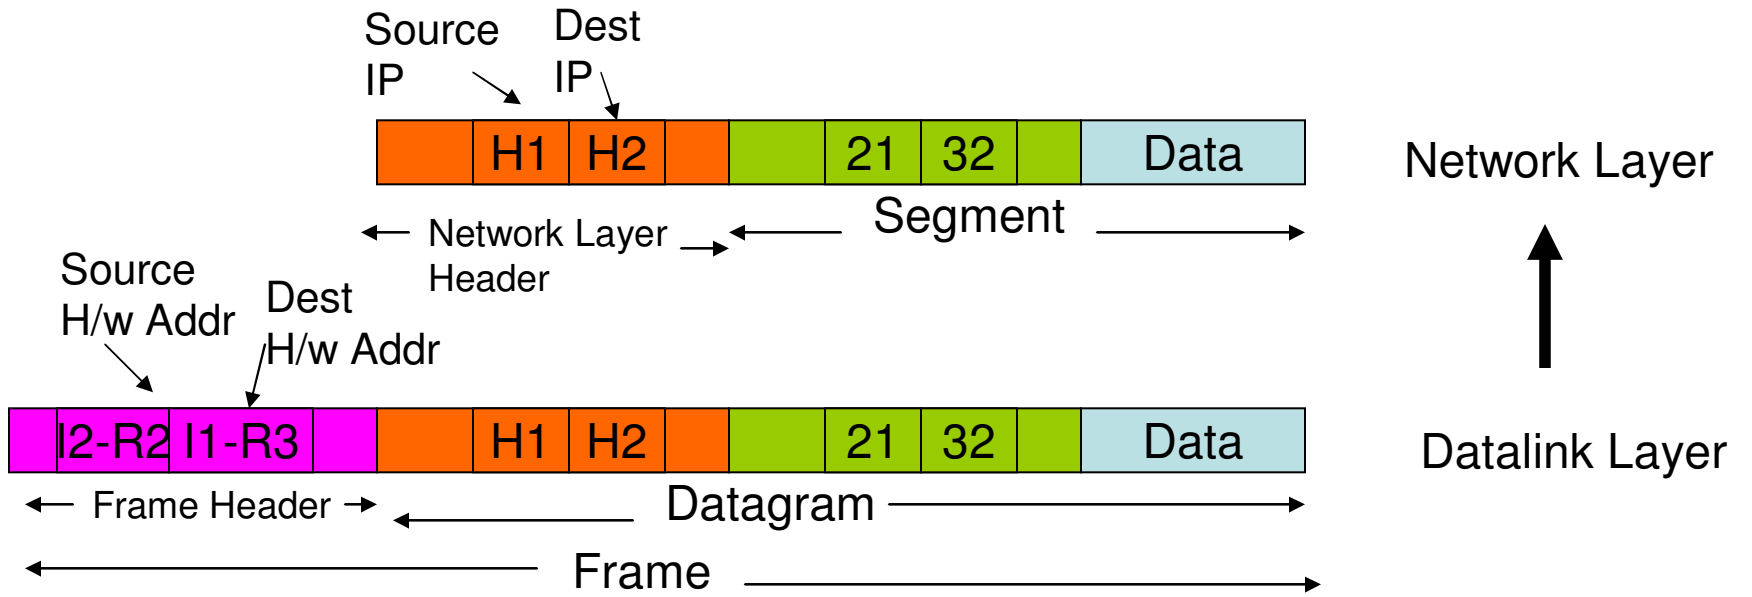 Source
IP
Dest
IP
H1 H2 21 32 Data
Network Layer
Network Layer
Header
Segment
Source
H/w Addr
Dest
H/w Addr
I2-R2 I1-R3 H1 H2 21 32 Data
Datalink Layer
Frame Header
Datagram
Frame